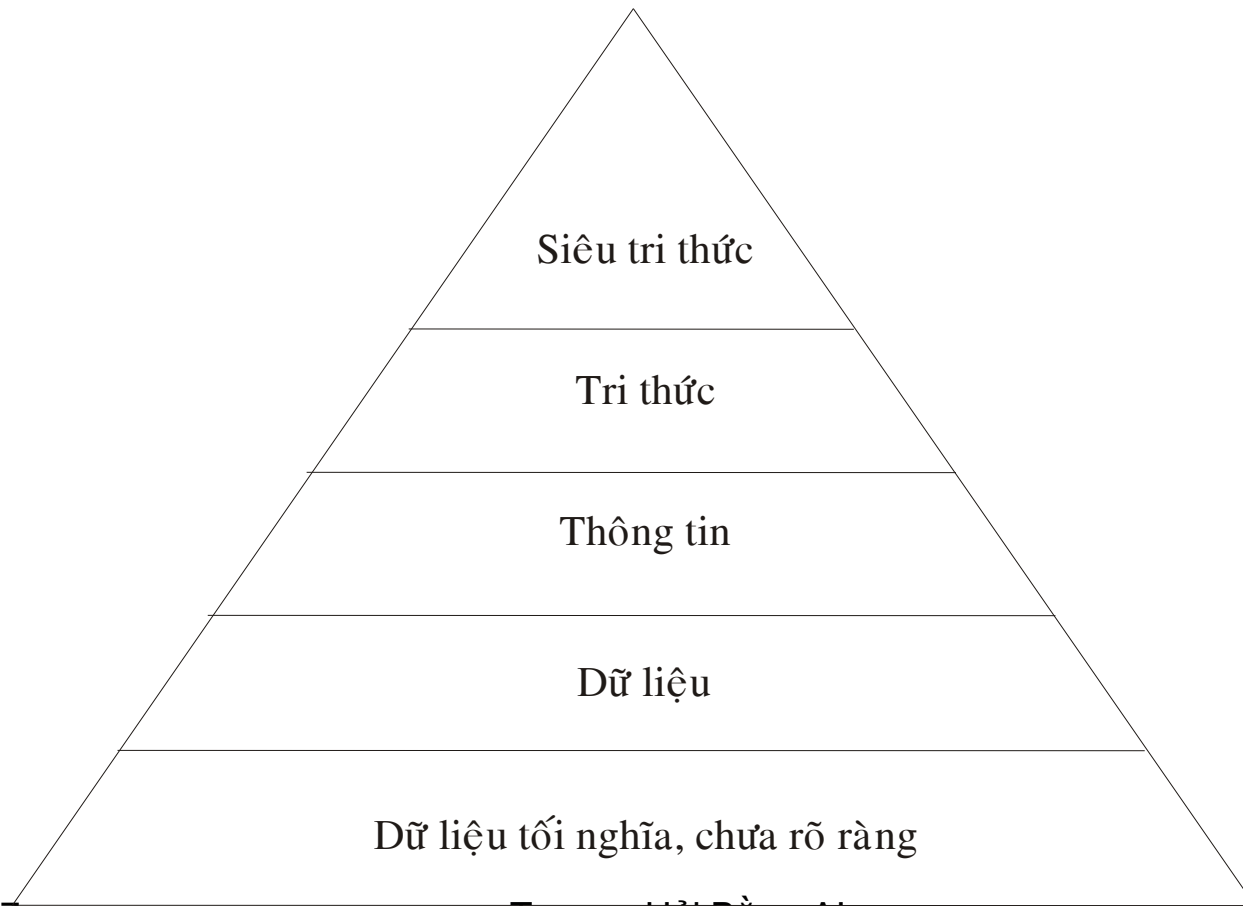 Siêu tri thức
Tri thức
Thông tin
Dữ liệu
Dữ liệu tối nghĩa, chưa rõ ràng